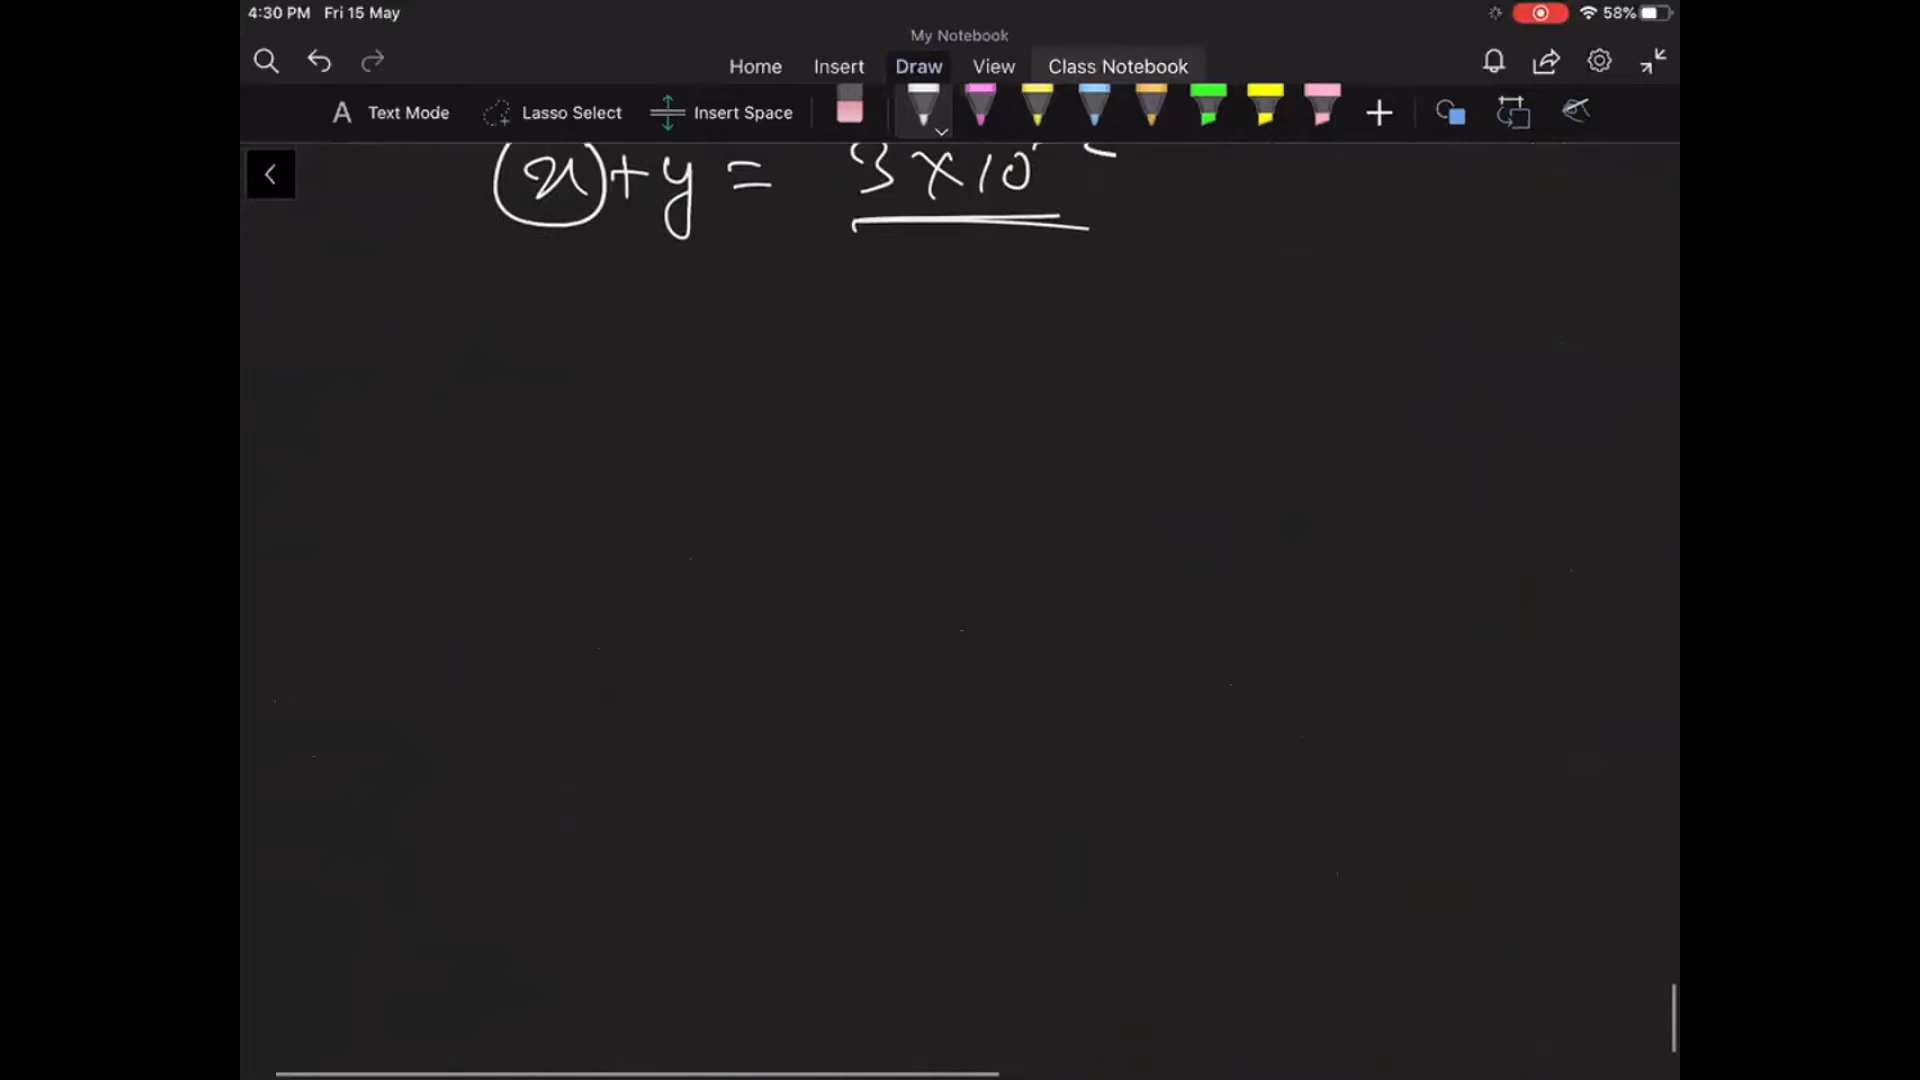 4:30 PM Fri 15 May
58%
My Notebook
Home Insert Draw View Class Notebook
A Text Mode Lasso Select Insert Space
(x)+y = 3×10